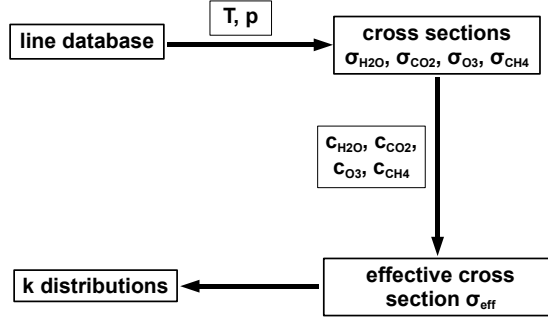 line database
T, p
cross sections
σH2O, σCO2, σO3, σCH4
cH2O, cCO2,
cO3, cCH4
effective cross
section σeff
k distributions